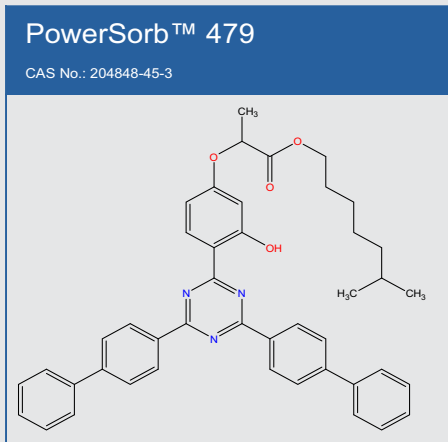 PowerSorb™ 479
CAS No.: 204848-45-3
CH₃
O
O
O
OH
N
N
N
H₃C
CH₃